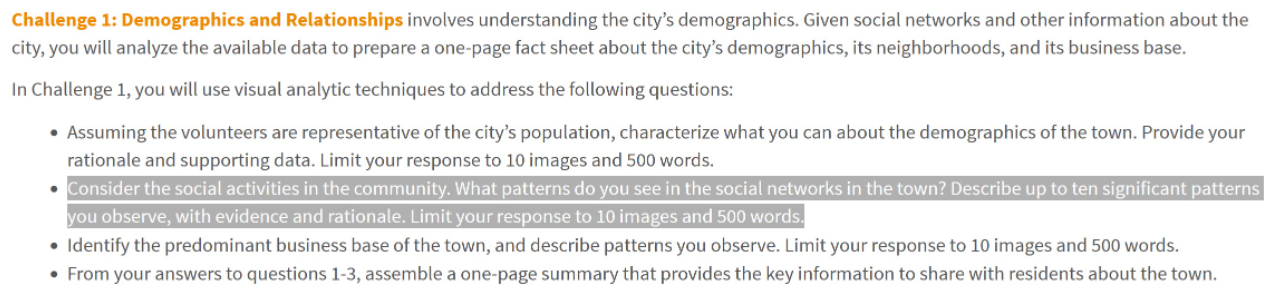 Challenge 1: Demographics and Relationships involves understanding the city's demographics. Given social networks and other information about the
city, you will analyze the available data to prepare a one-page fact sheet about the city's demographics, its neighborhoods, and its business base.
In Challenge 1, you will use visual analytic techniques to address the following questions:
• Assuming the volunteers are representative of the city's population, characterize what you can about the demographics of the town. Provide your
rationale and supporting data. Limit your response to 10 images and 500 words.
• Consider the social activities in the community. What patterns do you see in the social networks in the town? Describe up to ten significant patterns
you observe, with evidence and rationale. Limit your response to 10 images and 500 words.
• Identify the predominant business base of the town, and describe patterns you observe. Limit your response to 10 images and 500 words.
• From your answers to questions 1-3, assemble a one-page summary that provides the key information to share with residents about the town.